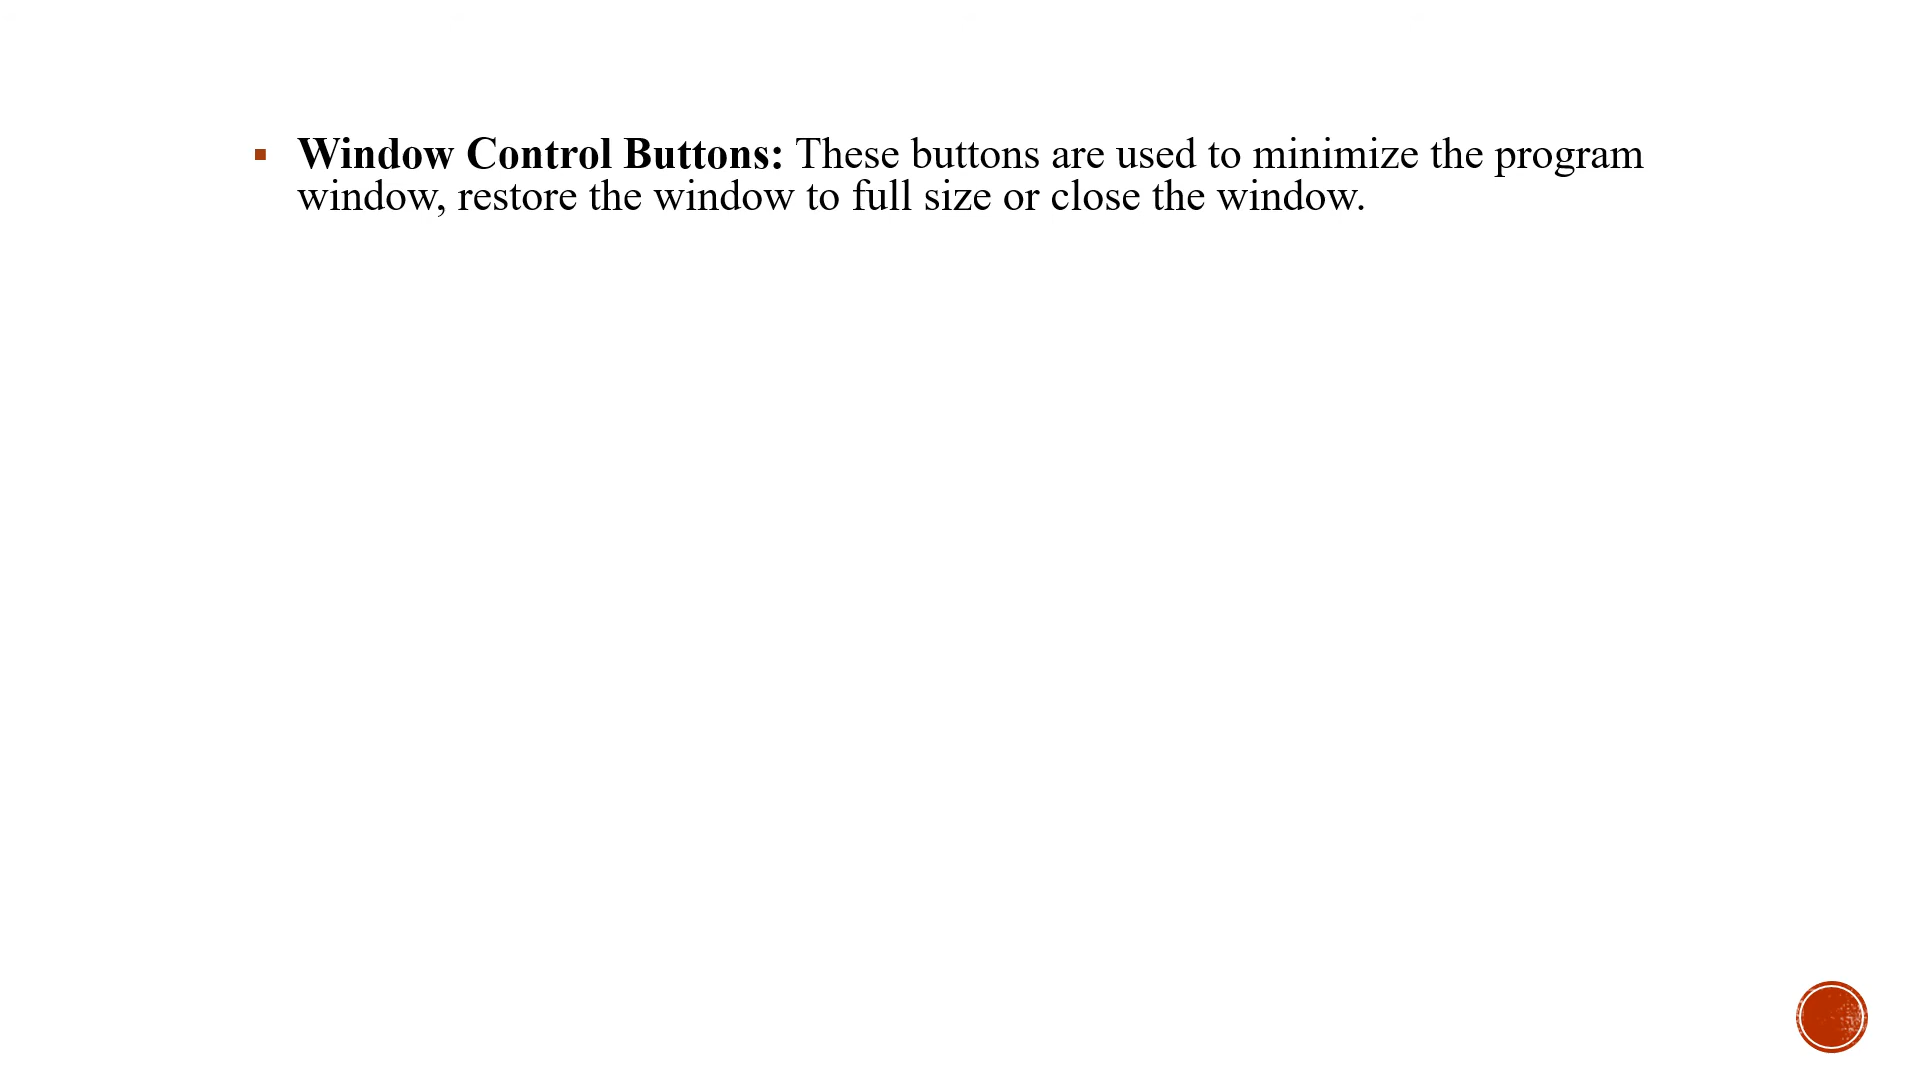 ▪ Window Control Buttons: These buttons are used to minimize the program
window, restore the window to full size or close the window.